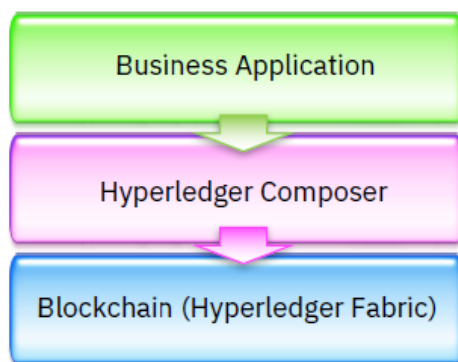 Business Application
Hyperledger Composer
Blockchain (Hyperledger Fabric)